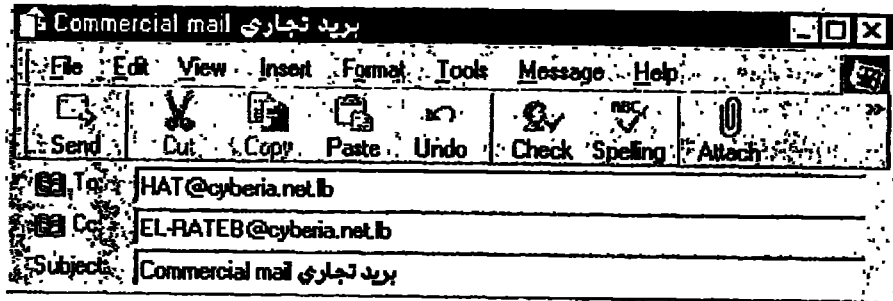 Commercial mail بريد تجاري
File Edit View Insert Format Tools Message Help
Send Cut Copy Paste Undo Check Spelling Attach
To: HAT@cyberia.net.lb
Cc: EL-RATEB@cyberia.net.lb
Subject: Commercial mail بريد تجاري